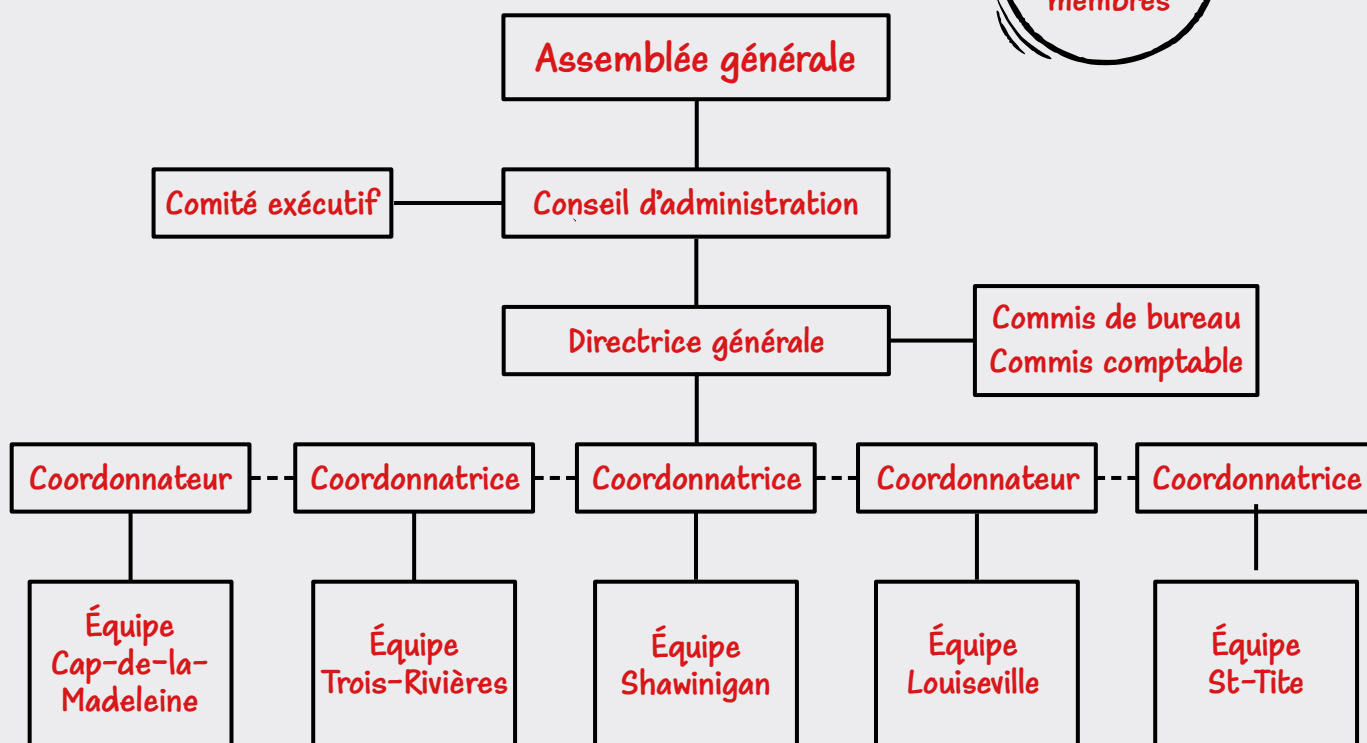 membres
Assemblée générale
Comité exécutif
Conseil d'administration
Directrice générale
Commis de bureau
Commis comptable
Coordonnateur
Coordonnatrice
Coordonnatrice
Coordonnateur
Coordonnatrice
Équipe
Cap-de-la-
Madeleine
Équipe
Trois-Rivières
Équipe
Shawinigan
Équipe
Louiseville
Équipe
St-Tite